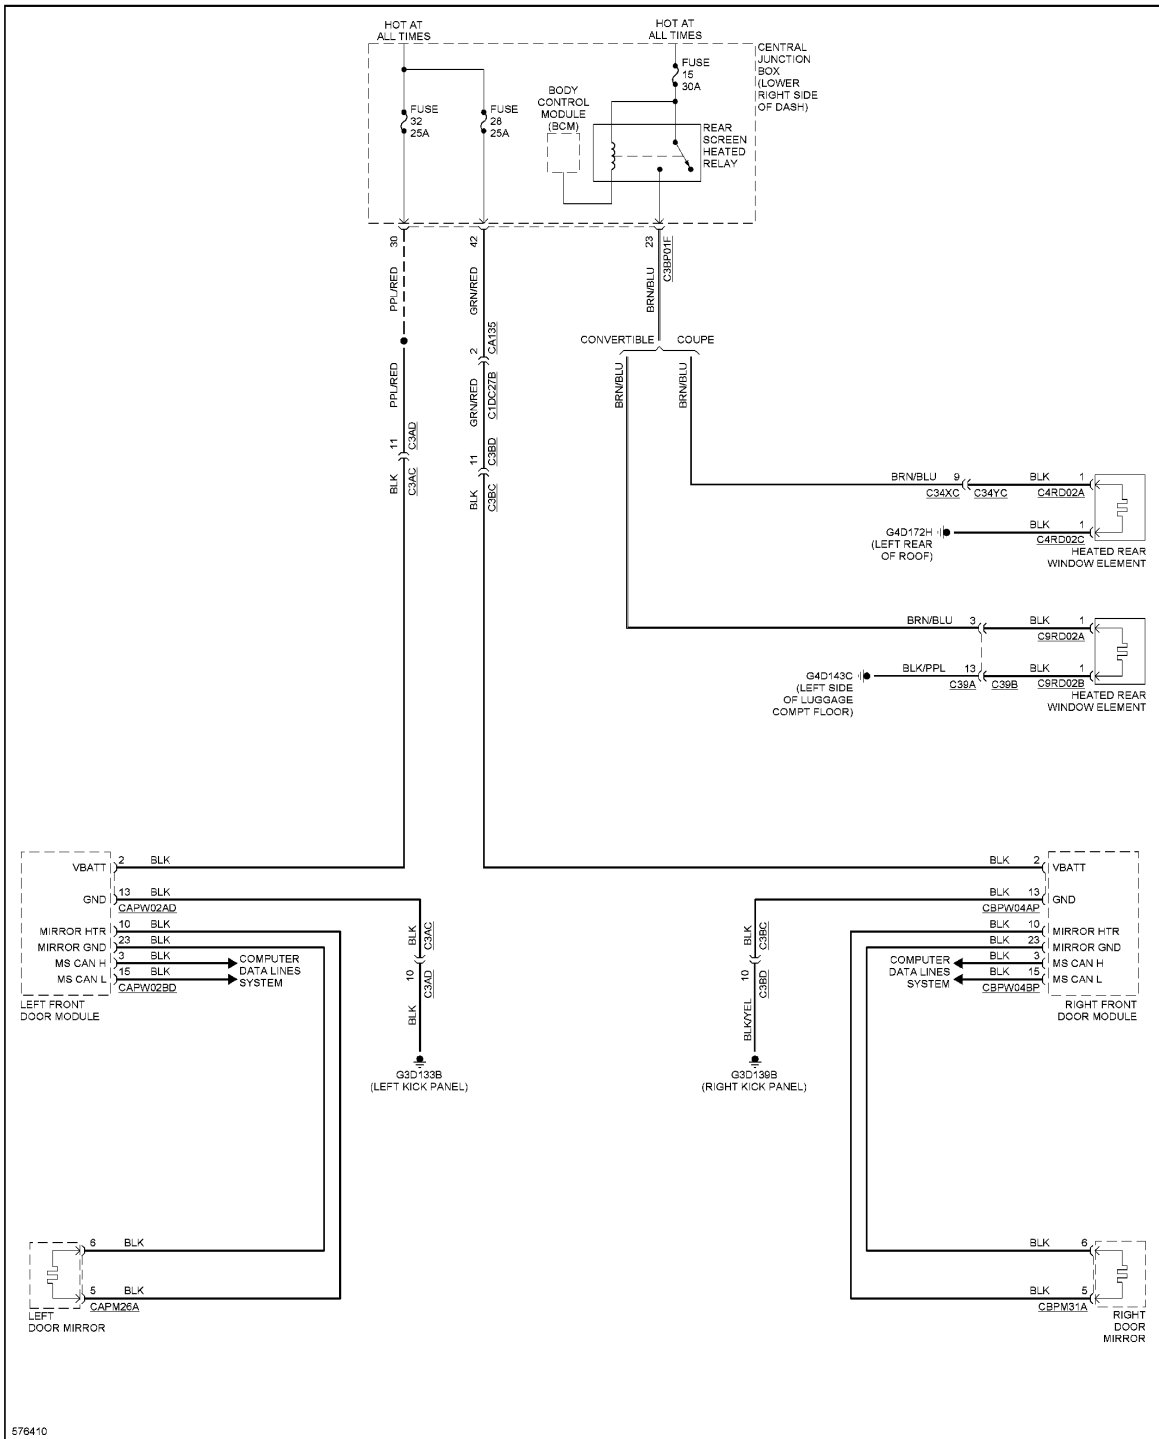 HOT AT
ALL TIMES
HOT AT
ALL TIMES
CENTRAL
JUNCTION
BOX
(LOWER
RIGHT SIDE
OF DASH)
FUSE
32
25A
FUSE
28
25A
BODY
CONTROL
MODULE
(BCM)
FUSE
15
30A
REAR
SCREEN
HEATED
RELAY
30
42
23
C3BP01F
PPL/RED
GRN/RED
BRN/BLU
2
CA135
CONVERTIBLE
COUPE
PPL/RED
GRN/RED
C1DC27B
BRN/BLU
BRN/BLU
11
C3AD
11
C3BD
BLK
C3AC
BLK
C3BC
BRN/BLU 9
C34XC
C34YC
BLK 1
C4RD02A
G4D172H
(LEFT REAR
OF ROOF)
BLK 1
C4RD02C
HEATED REAR
WINDOW ELEMENT
BRN/BLU 3
BLK 1
C9RD02A
G4D143C
(LEFT SIDE
OF LUGGAGE
COMPT FLOOR)
BLK/PPL 13
C39A
C39B
BLK 1
C9RD02B
HEATED REAR
WINDOW ELEMENT
VBATT 2 BLK
GND 13 BLK
CAPW02AD
MIRROR HTR 10 BLK
MIRROR GND 23 BLK
MS CAN H 3 BLK
MS CAN L 15 BLK
CAPW02BD
COMPUTER
DATA LINES
SYSTEM
LEFT FRONT
DOOR MODULE
BLK
C3AC
10
C3AD
BLK
G3D133B
(LEFT KICK PANEL)
BLK
C3BC
10
C3BD
BLK/YEL
G3D139B
(RIGHT KICK PANEL)
BLK 2 VBATT
BLK 13 GND
CBPW04AP
BLK 10 MIRROR HTR
BLK 23 MIRROR GND
BLK 3 MS CAN H
BLK 15 MS CAN L
CBPW04BP
COMPUTER
DATA LINES
SYSTEM
RIGHT FRONT
DOOR MODULE
6 BLK
5 BLK
CAPM26A
LEFT
DOOR MIRROR
BLK 6
BLK 5
CBPM31A
RIGHT
DOOR
MIRROR
576410